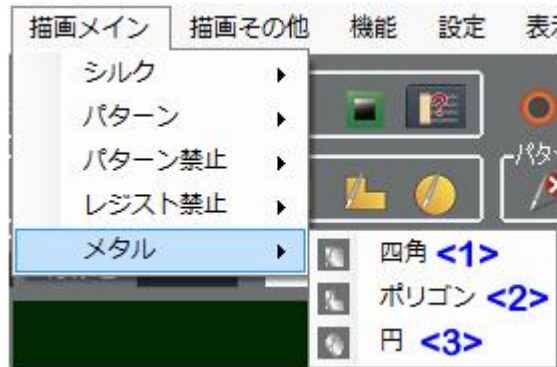 描画メイン 描画その他 機能 設定
シルク
パターン
パターン禁止
レジスト禁止
メタル
四角 <1>
ポリゴン <2>
円 <3>